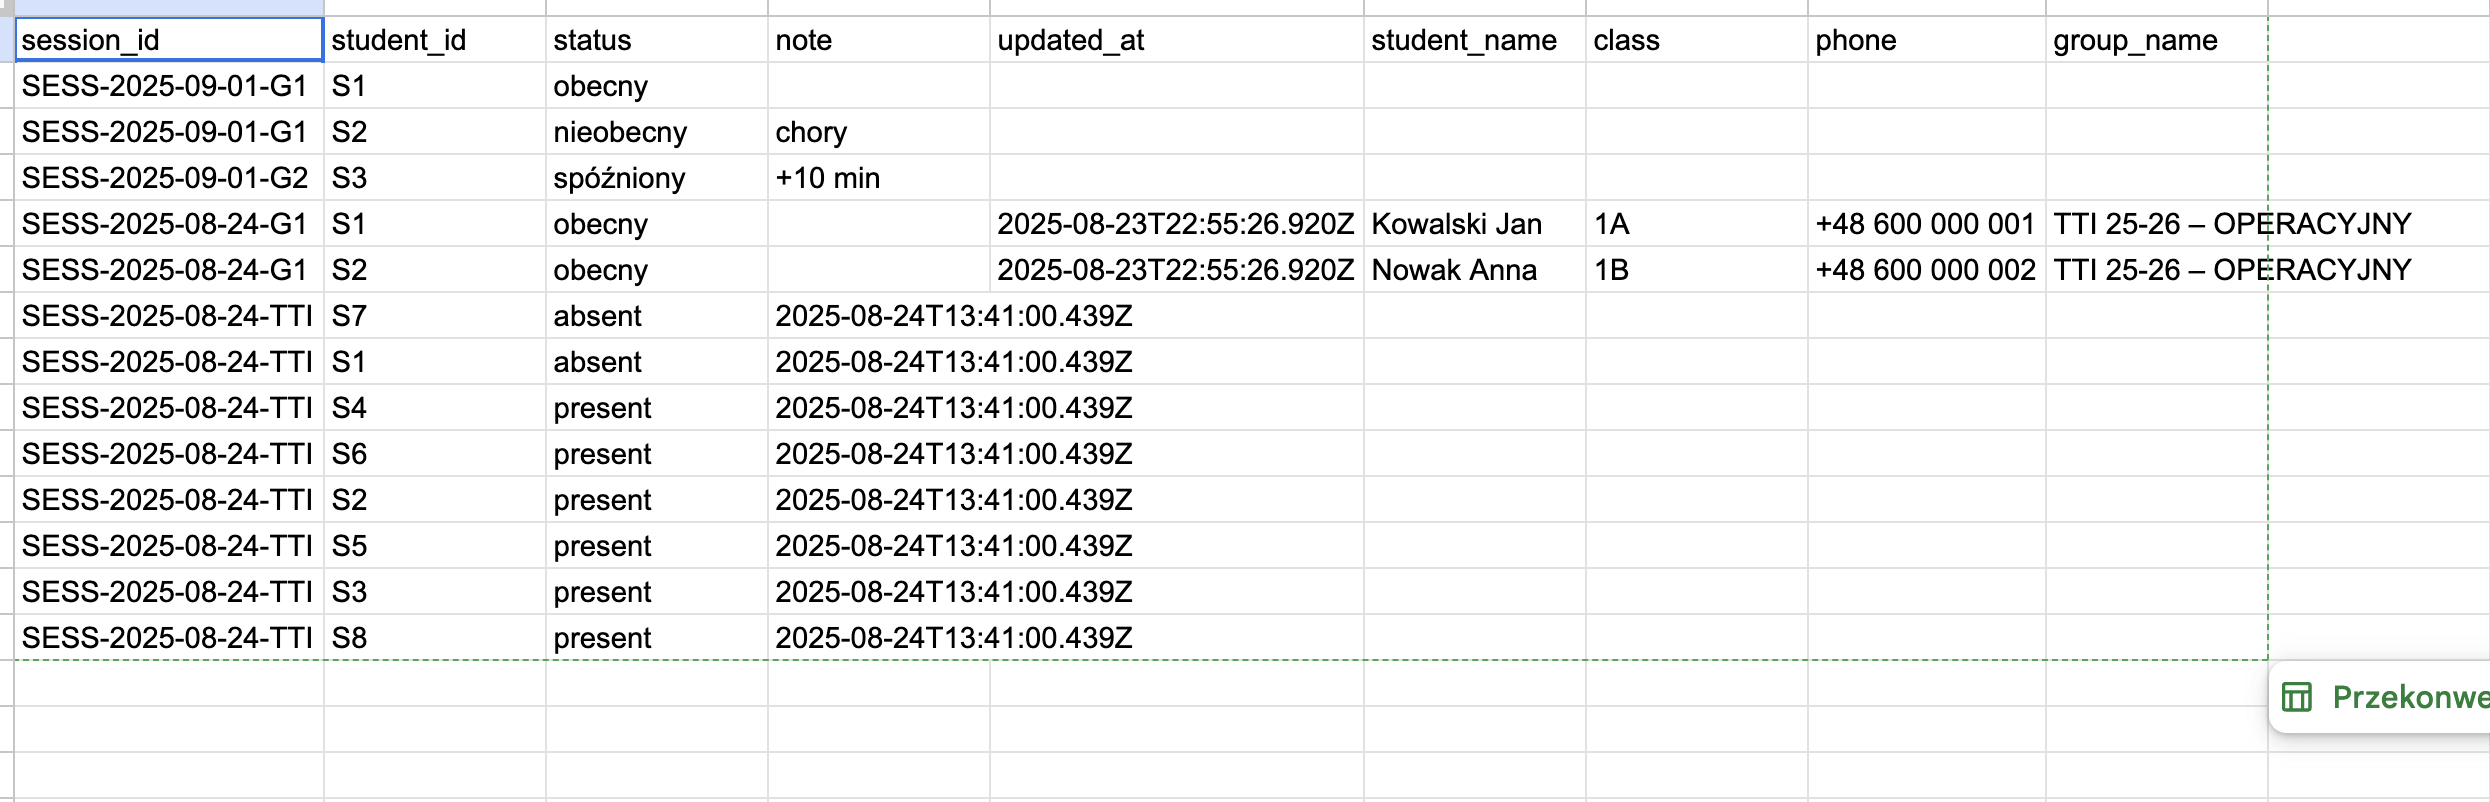 session_id student_id status note updated_at student_name class phone group_name
SESS-2025-09-01-G1 S1 obecny
SESS-2025-09-01-G1 S2 nieobecny chory
SESS-2025-09-01-G2 S3 spóźniony +10 min
SESS-2025-08-24-G1 S1 obecny 2025-08-23T22:55:26.920Z Kowalski Jan 1A +48 600 000 001 TTI 25-26 – OPERACYJNY
SESS-2025-08-24-G1 S2 obecny 2025-08-23T22:55:26.920Z Nowak Anna 1B +48 600 000 002 TTI 25-26 – OPERACYJNY
SESS-2025-08-24-TTI S7 absent 2025-08-24T13:41:00.439Z
SESS-2025-08-24-TTI S1 absent 2025-08-24T13:41:00.439Z
SESS-2025-08-24-TTI S4 present 2025-08-24T13:41:00.439Z
SESS-2025-08-24-TTI S6 present 2025-08-24T13:41:00.439Z
SESS-2025-08-24-TTI S2 present 2025-08-24T13:41:00.439Z
SESS-2025-08-24-TTI S5 present 2025-08-24T13:41:00.439Z
SESS-2025-08-24-TTI S3 present 2025-08-24T13:41:00.439Z
SESS-2025-08-24-TTI S8 present 2025-08-24T13:41:00.439Z
Przekonwe